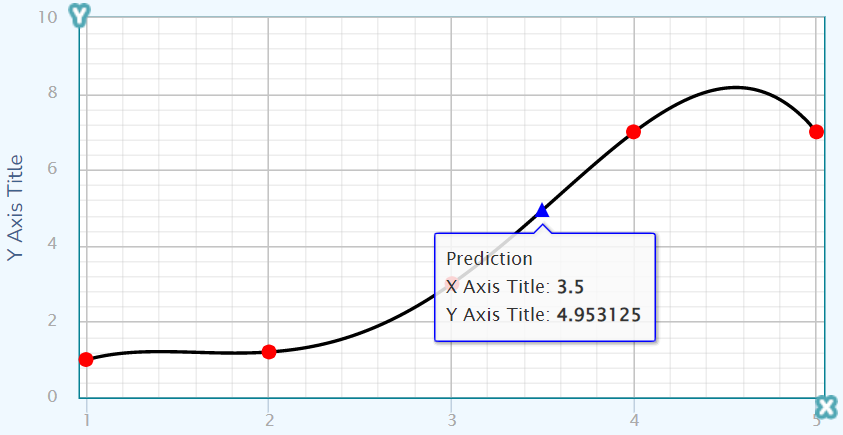 Y
10
8
6
4
2
0
Y Axis Title
Prediction
X Axis Title: 3.5
Y Axis Title: 4.953125
1 2 3 4 5
X